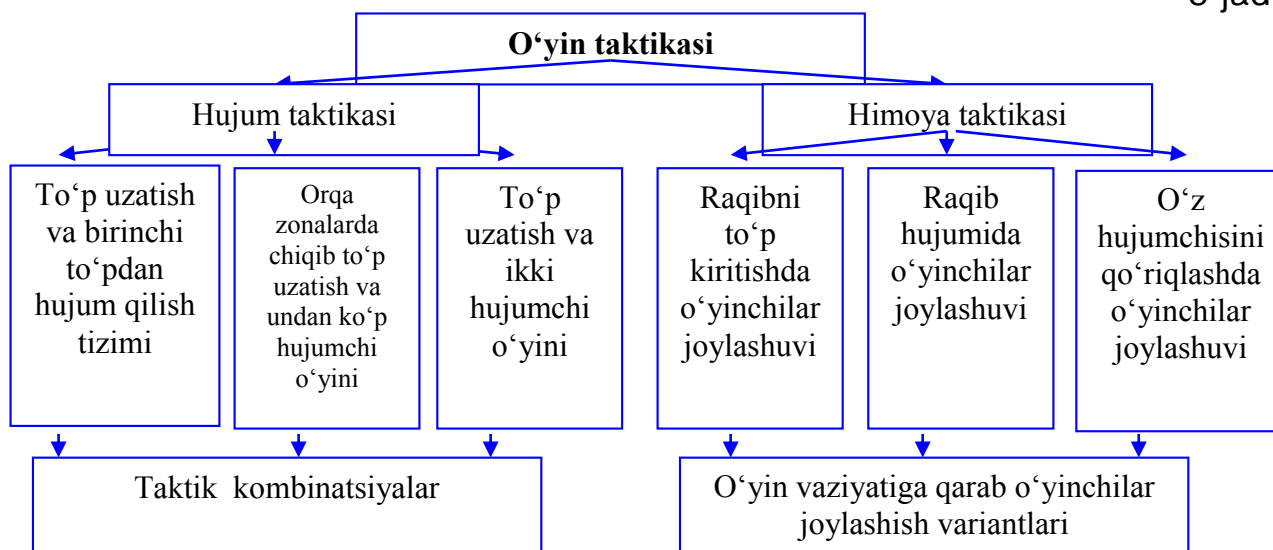 O‘yin taktikasi
Hujum taktikasi
Himoya taktikasi
To‘p uzatish
va birinchi
to‘pdan
hujum qilish
tizimi
Orqa
zonalarda
chiqib to‘p
uzatish va
undan ko‘p
hujumchi
o‘yini
To‘p
uzatish va
ikki
hujumchi
o‘yini
Raqibni
to‘p
kiritishda
o‘yinchilar
joylashuvi
Raqib
hujumida
o‘yinchilar
joylashuvi
O‘z
hujumchisini
qo‘riqlashda
o‘yinchilar
joylashuvi
Taktik kombinatsiyalar
O‘yin vaziyatiga qarab o‘yinchilar
joylashish variantlari